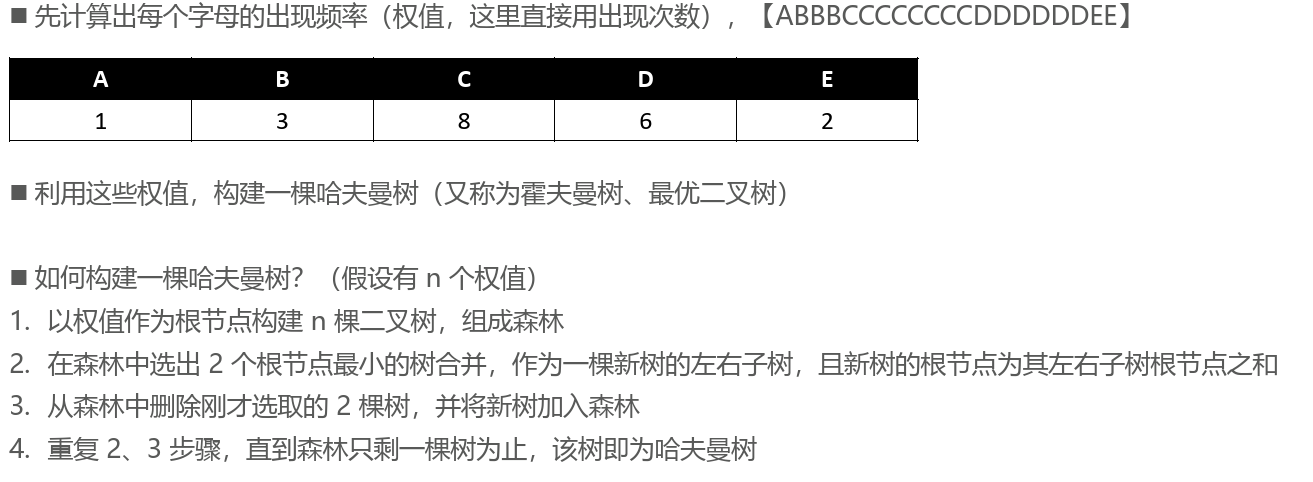 ■ 先计算出每个字母的出现频率（权值，这里直接用出现次数），【ABBBCCCCCCCCDDDDDDEE】
A B C D E
1 3 8 6 2
■ 利用这些权值，构建一棵哈夫曼树（又称为霍夫曼树、最优二叉树）
■ 如何构建一棵哈夫曼树？（假设有 n 个权值）
1. 以权值作为根节点构建 n 棵二叉树，组成森林
2. 在森林中选出 2 个根节点最小的树合并，作为一棵新树的左右子树，且新树的根节点为其左右子树根节点之和
3. 从森林中删除刚才选取的 2 棵树，并将新树加入森林
4. 重复 2、3 步骤，直到森林只剩一棵树为止，该树即为哈夫曼树